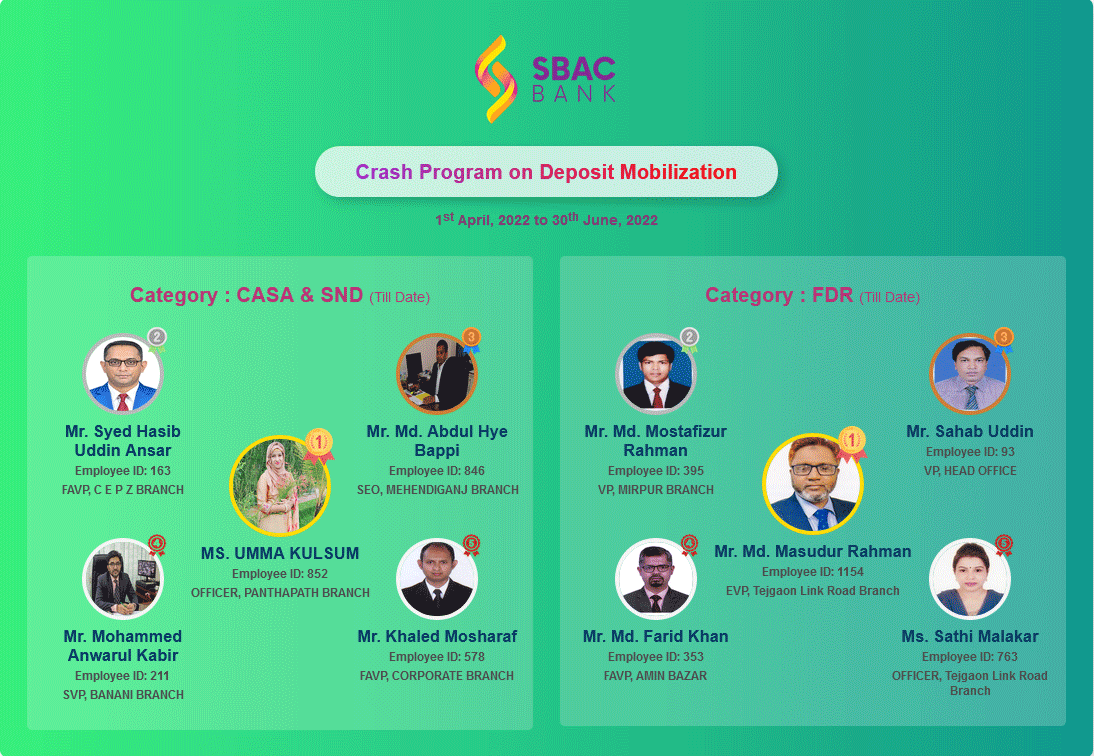 SBAC
BANK
Crash Program on Deposit Mobilization
1st April, 2022 to 30th June, 2022
Category : CASA & SND (Till Date)
2
Mr. Syed Hasib
Uddin Ansar
Employee ID: 163
FAVP, C E P Z BRANCH
3
Mr. Md. Abdul Hye
Bappi
Employee ID: 846
SEO, MEHENDIGANJ BRANCH
1
MS. UMMA KULSUM
Employee ID: 852
OFFICER, PANTHAPATH BRANCH
4
Mr. Mohammed
Anwarul Kabir
Employee ID: 211
SVP, BANANI BRANCH
5
Mr. Khaled Mosharaf
Employee ID: 578
FAVP, CORPORATE BRANCH
Category : FDR (Till Date)
2
Mr. Md. Mostafizur
Rahman
Employee ID: 395
VP, MIRPUR BRANCH
3
Mr. Sahab Uddin
Employee ID: 93
VP, HEAD OFFICE
1
Mr. Md. Masudur Rahman
Employee ID: 1154
EVP, Tejgaon Link Road Branch
4
Mr. Md. Farid Khan
Employee ID: 353
FAVP, AMIN BAZAR
5
Ms. Sathi Malakar
Employee ID: 763
OFFICER, Tejgaon Link Road
Branch